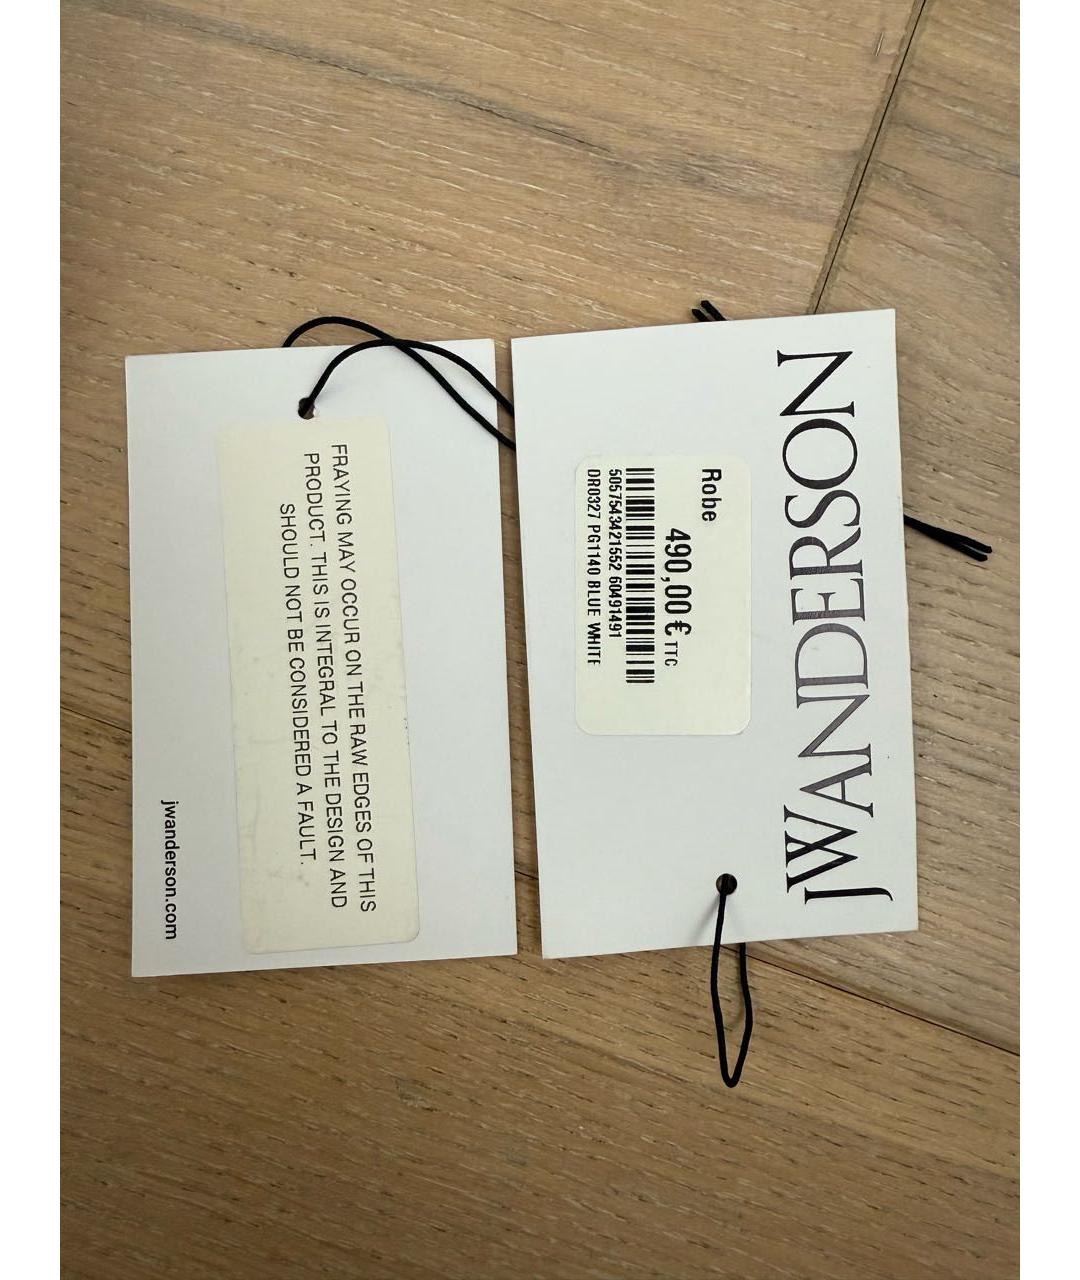 FRAYING MAY OCCUR ON THE RAW EDGES OF THIS
PRODUCT. THIS IS INTEGRAL TO THE DESIGN AND
SHOULD NOT BE CONSIDERED A FAULT.
jwanderson.com
JWANDERSON
Robe
490,00 € TTC
5057543421552 60491491
DR0327 PG1140 BLUE WHITE